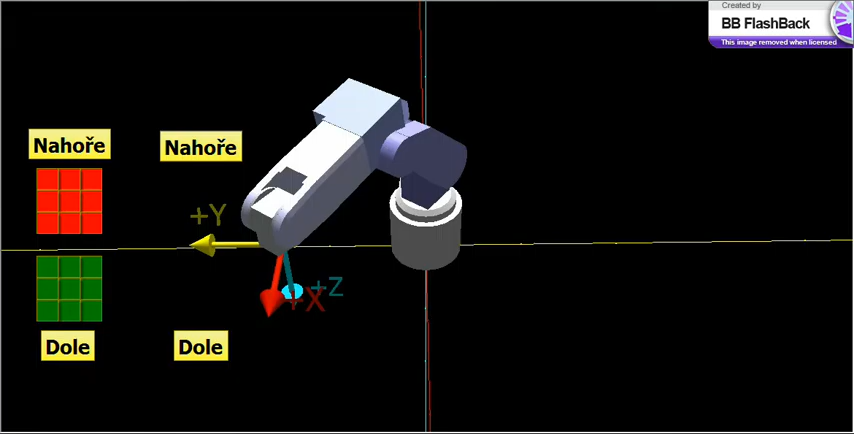 Created by
BB FlashBack
This image removed when licensed
Nahoře
Nahoře
+Y
+Z
+X
Dole
Dole